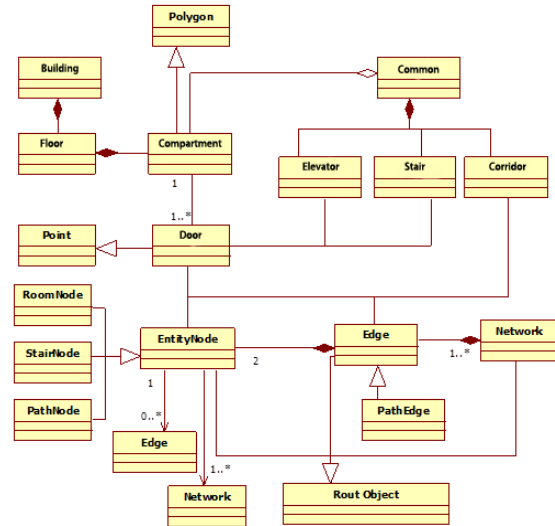 Polygon
Building
Common
Floor
Compartment
Elevator
Stair
Corridor
1
1..*
Point
Door
RoomNode
EntityNode
Edge
Network
StairNode
2
1..*
1
PathNode
PathEdge
0..*
Edge
1..*
Network
Rout Object